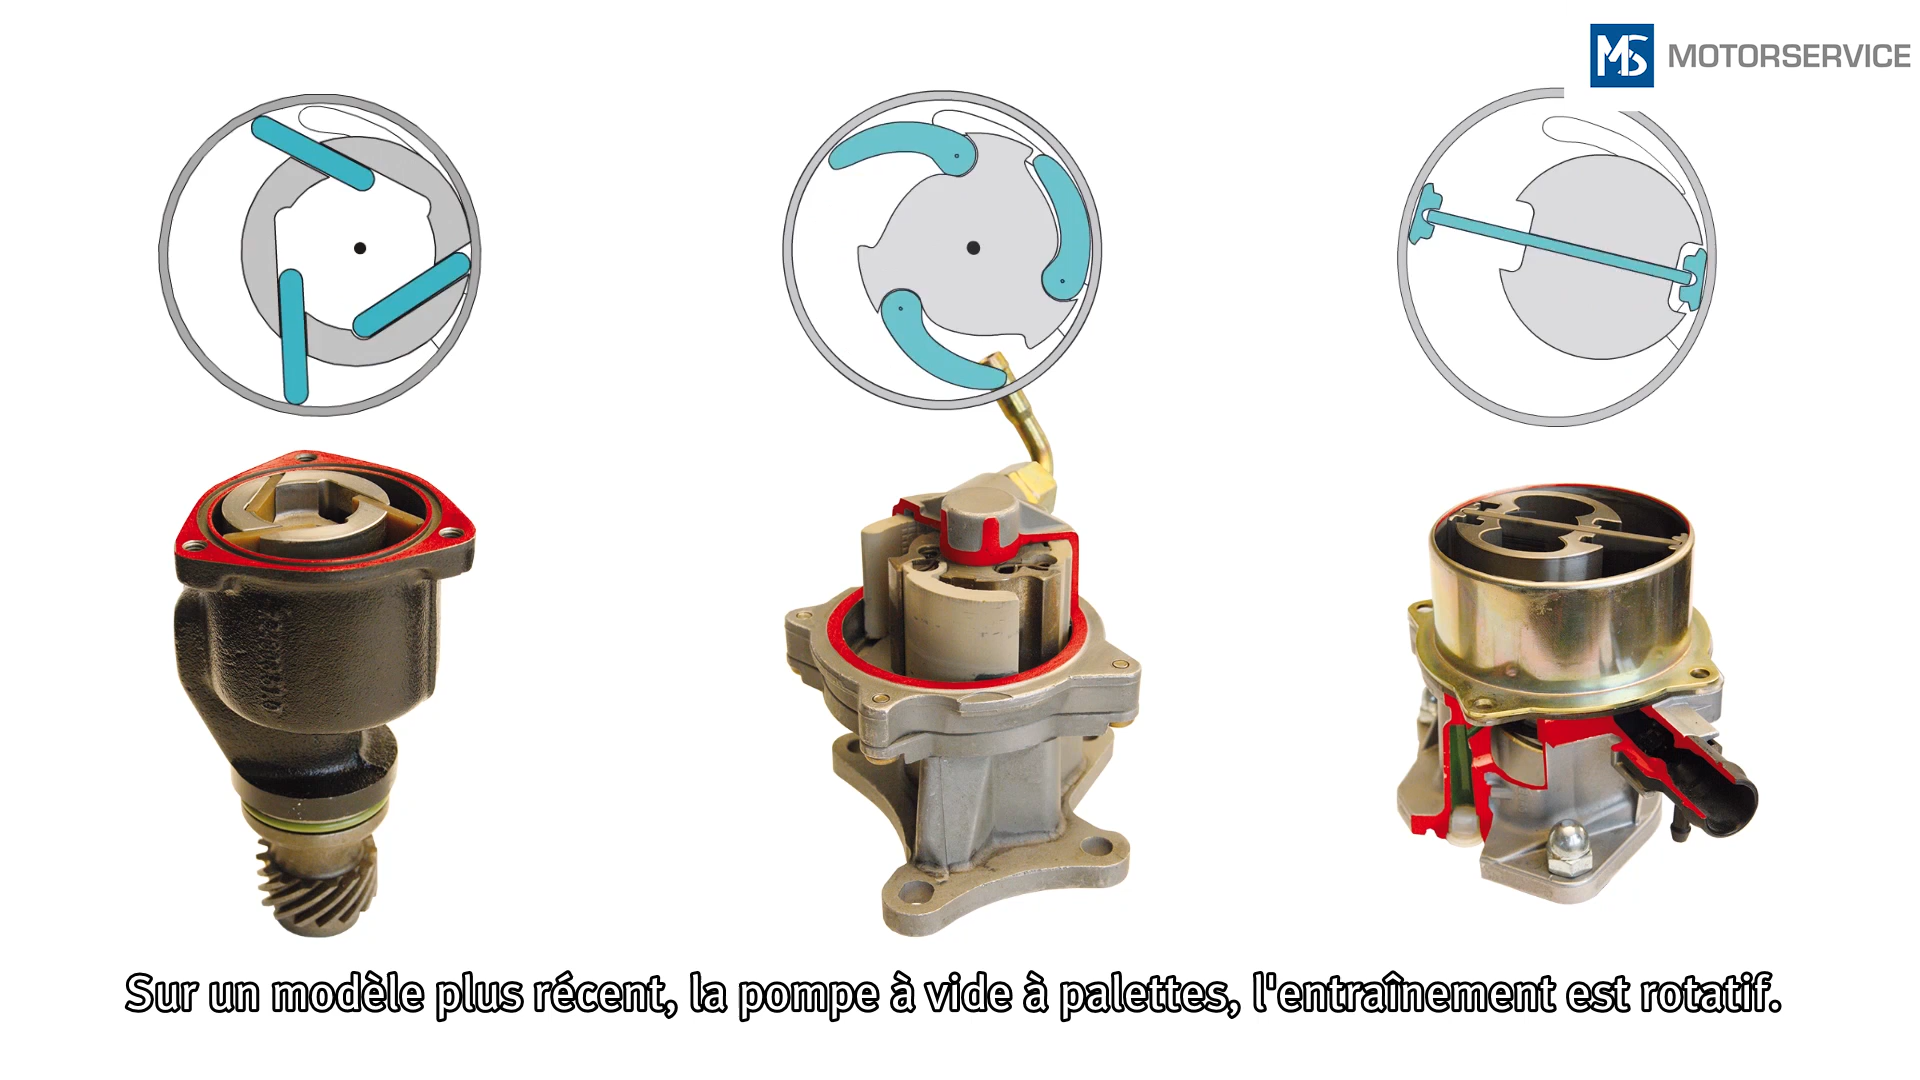 MS MOTORSERVICE
Sur un modèle plus récent, la pompe à vide à palettes, l'entraînement est rotatif.